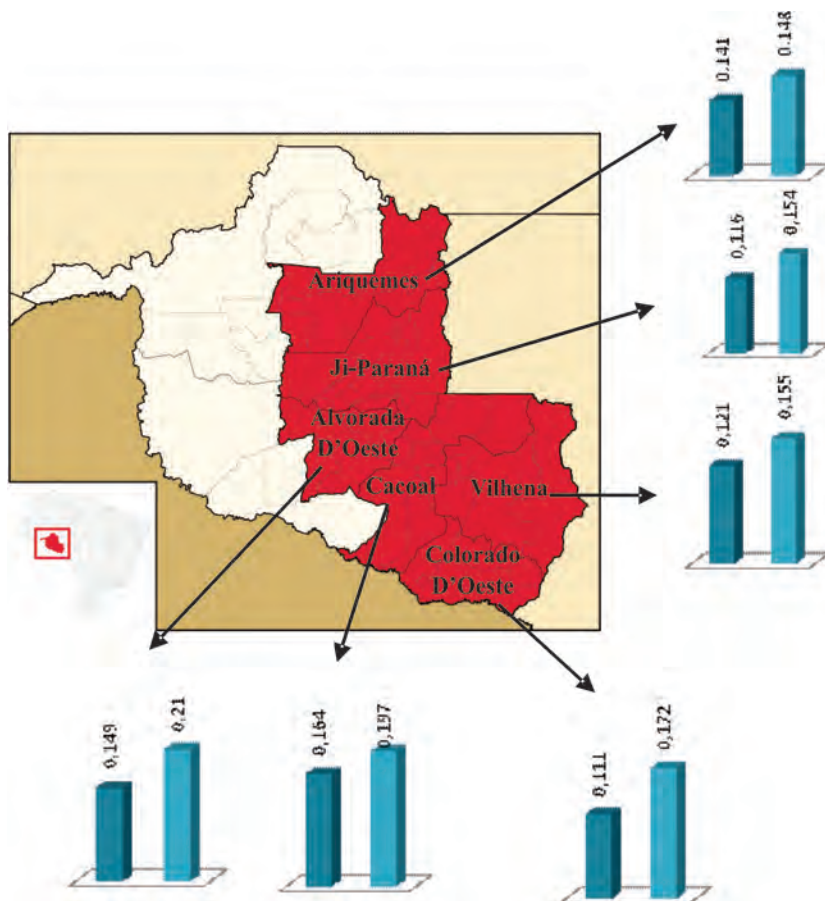 0.141
0.148
0,116
0,154
Ariquemes
Ji-Paraná
Alvorada
D'Oeste
Cacoal
Vilhena
0,121
0,155
Colorado
D'Oeste
0,149
0,21
0,164
0,197
0,111
0,172